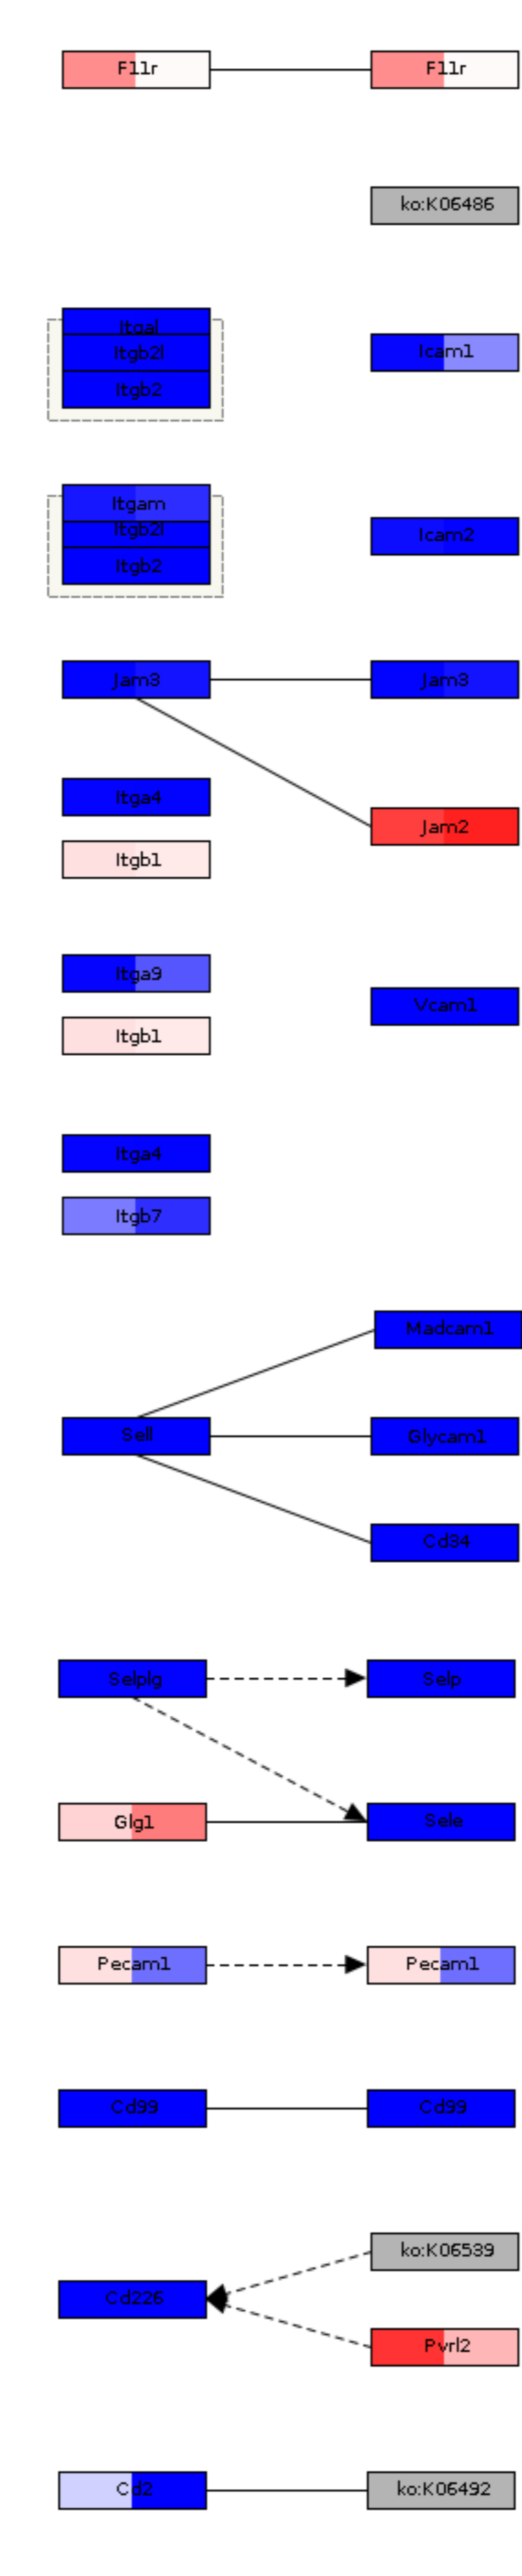 F11r F11r
ko:K06486
Itgal
Itgb2l Icam1
Itgb2
Itgam
Itgb2l Icam2
Itgb2
Jam3 Jam3
Itga4
Jam2
Itgb1
Itga9
Vcam1
Itgb1
Itga4
Itgb7
Madcam1
Sell Glycam1
Cd34
Selplg Selp
Glg1 Sele
Pecam1 Pecam1
Cd99 Cd99
ko:K06539
Cd226
Pvrl2
Cd2 ko:K06492